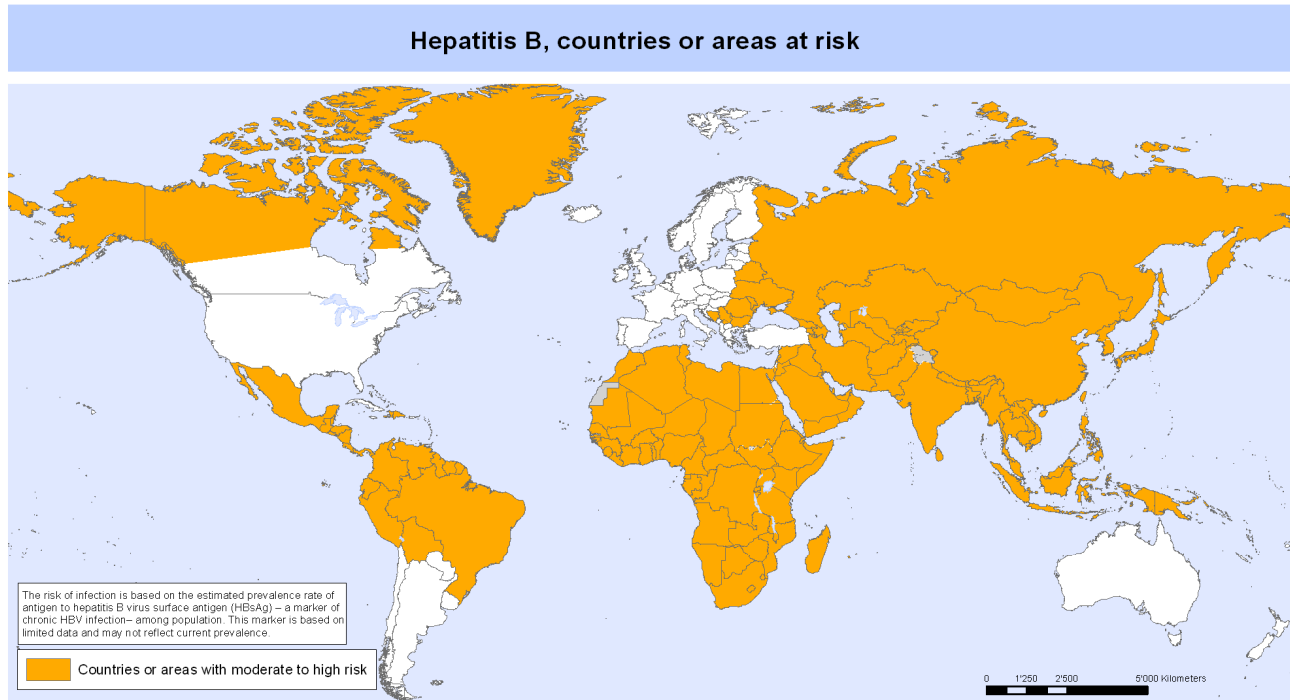 Hepatitis B, countries or areas at risk
The risk of infection is based on the estimated prevalence rate of
antigen to hepatitis B virus surface antigen (HBsAg) – a marker of
chronic HBV infection– among population. This marker is based on
limited data and may not reflect current prevalence.
Countries or areas with moderate to high risk
0 1'250 2'500 5'000 Kilometers